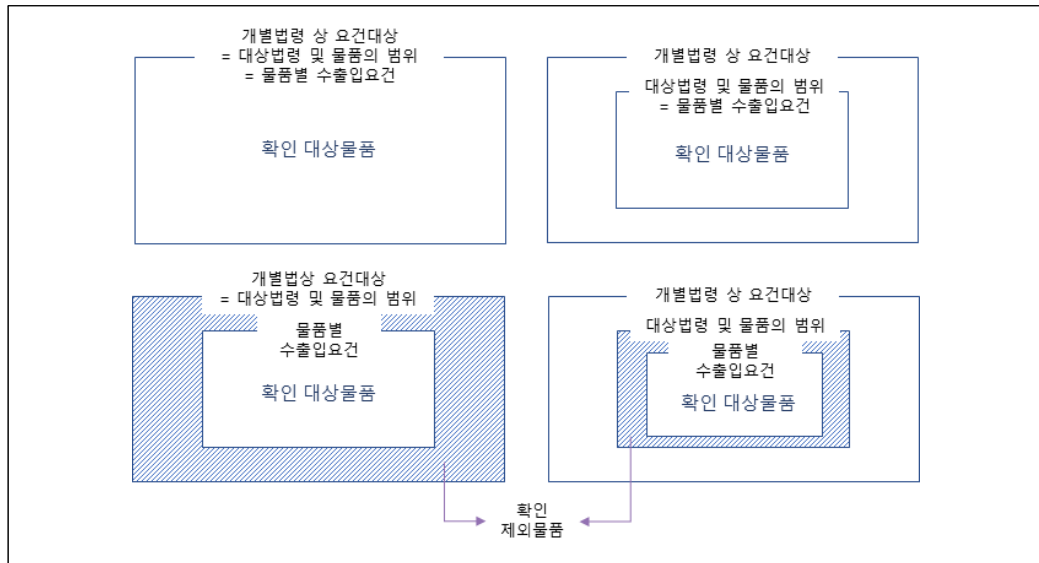 개별법령 상 요건대상
= 대상법령 및 물품의 범위
= 물품별 수출입요건
확인 대상물품
개별법령 상 요건대상
대상법령 및 물품의 범위
= 물품별 수출입요건
확인 대상물품
개별법상 요건대상
= 대상법령 및 물품의 범위
물품별
수출입요건
확인 대상물품
개별법령 상 요건대상
대상법령 및 물품의 범위
물품별
수출입요건
확인 대상물품
확인
제외물품